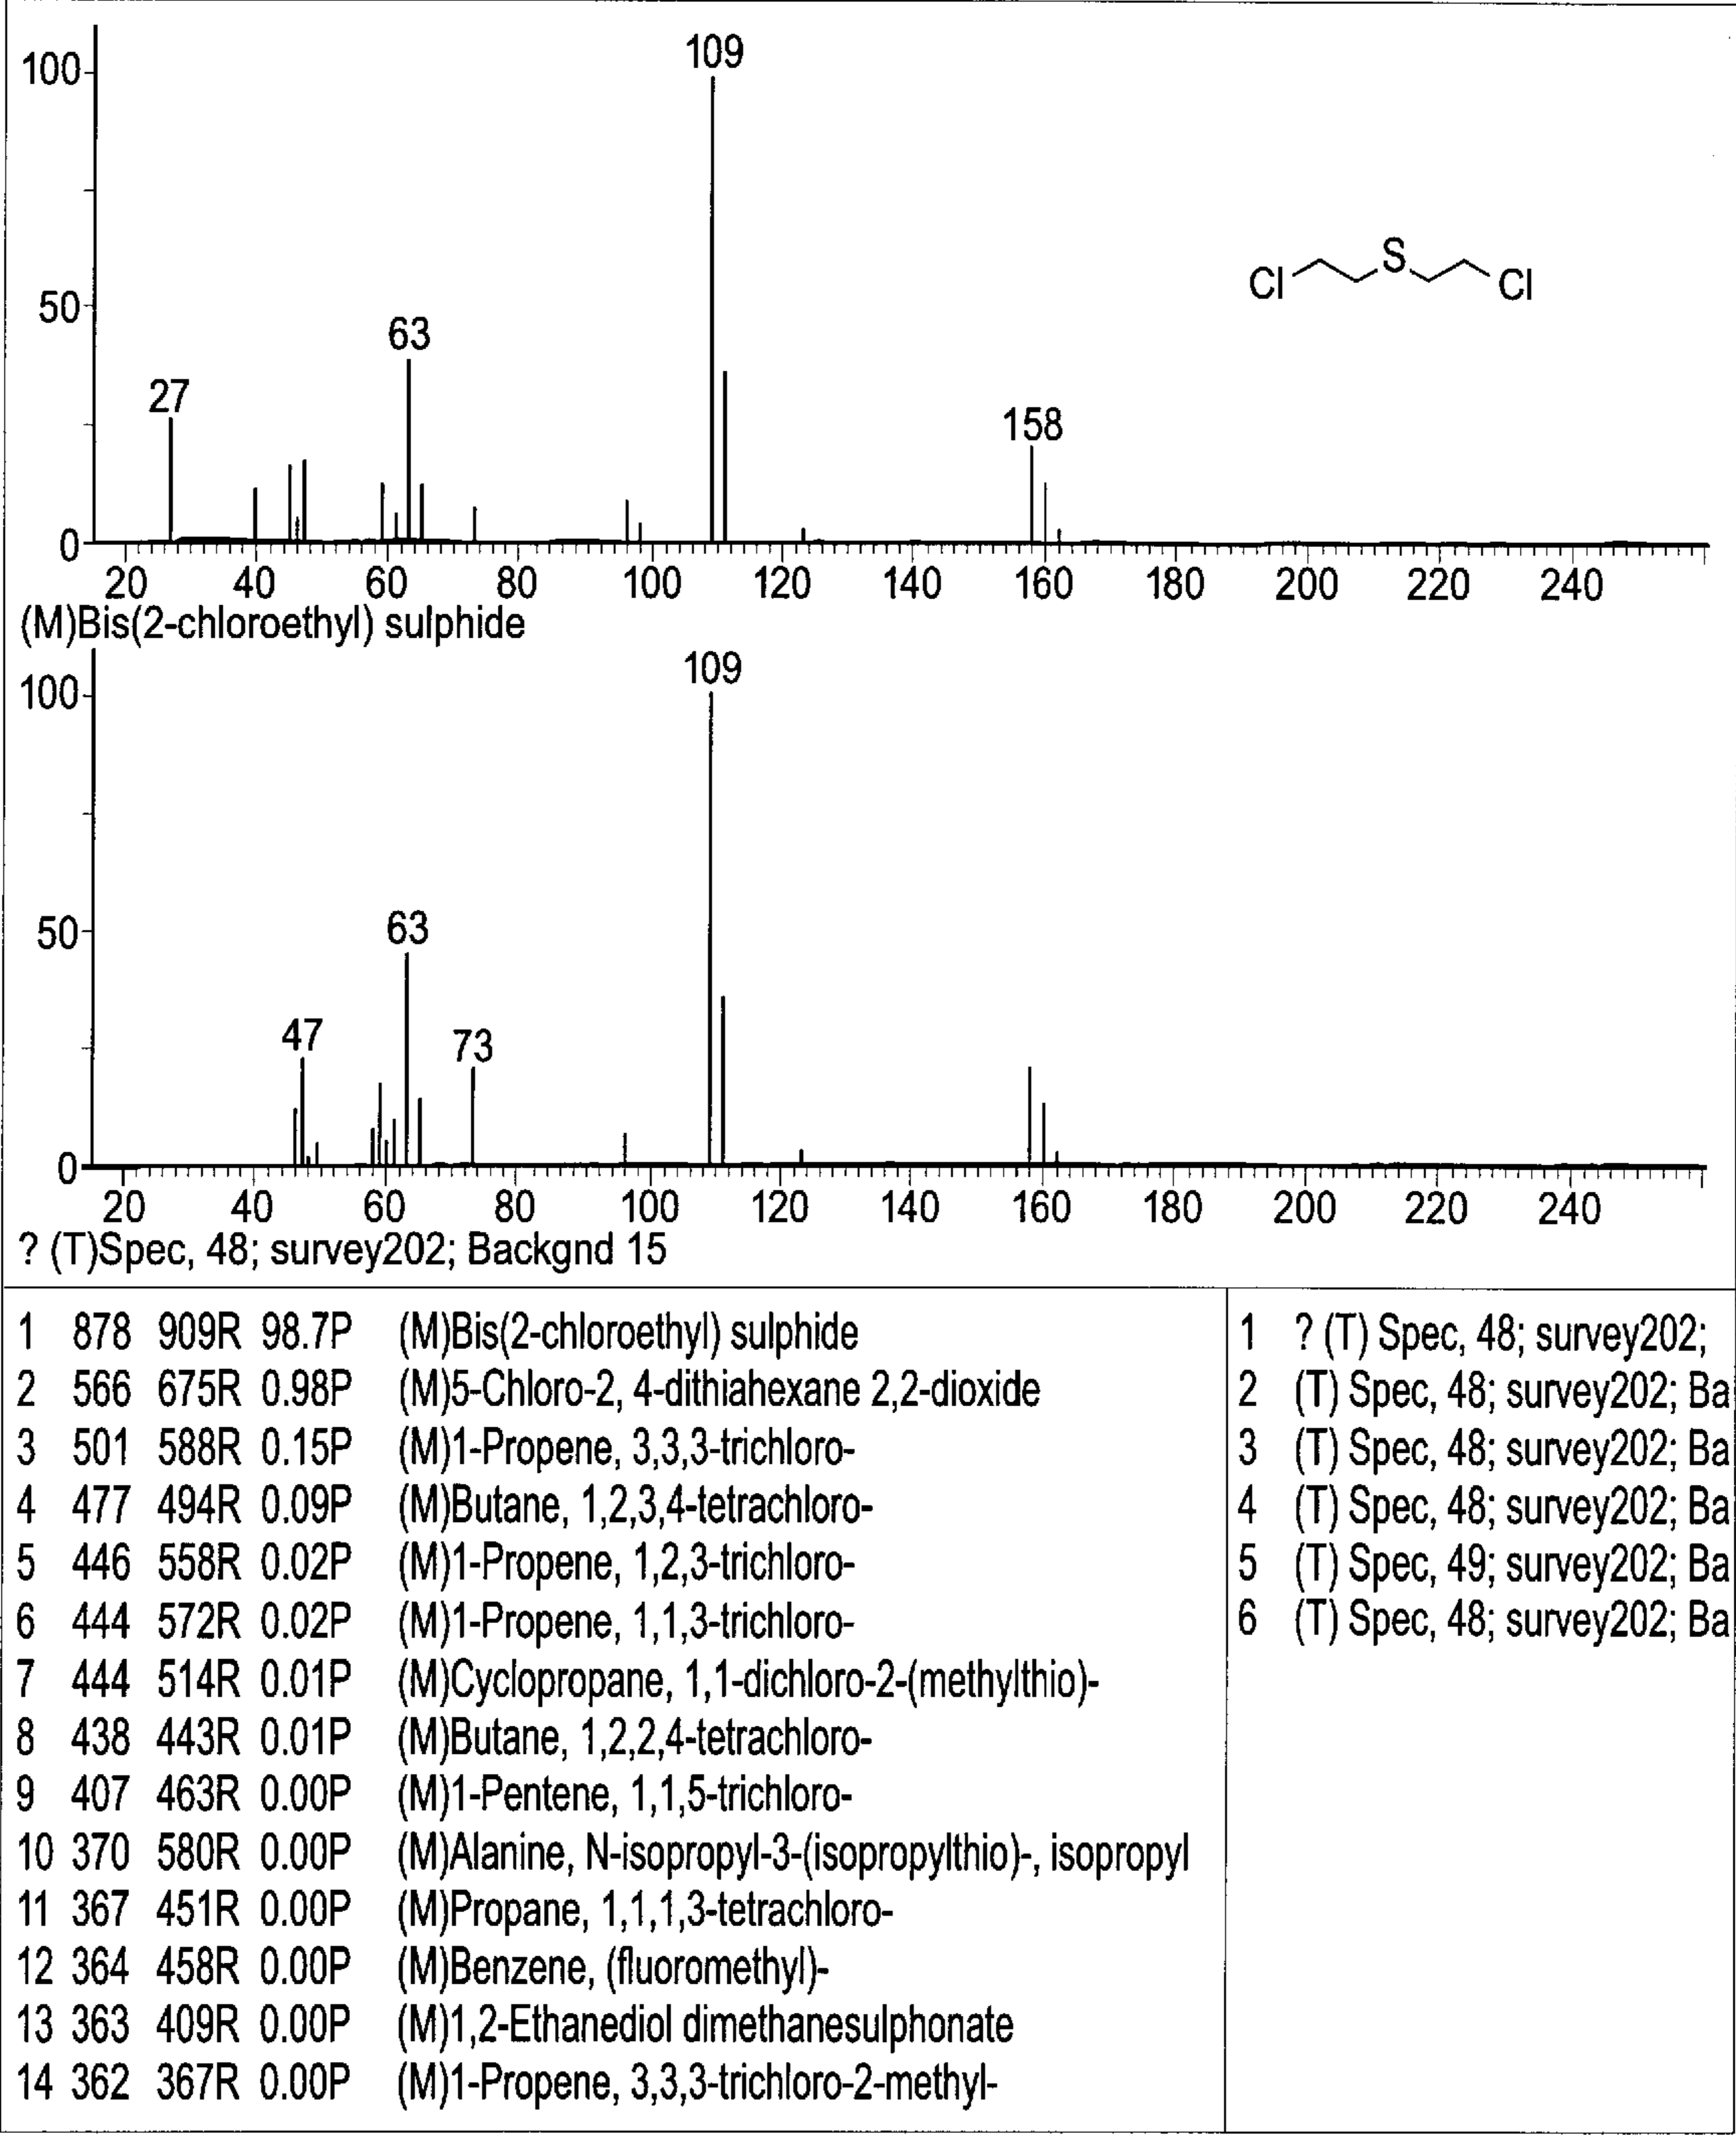 109
100
Cl S Cl
50
63
27
158
0
20 40 60 80 100 120 140 160 180 200 220 240
(M)Bis(2-chloroethyl) sulphide
109
100
50
63
47
73
0
20 40 60 80 100 120 140 160 180 200 220 240
? (T)Spec, 48; survey202; Backgnd 15
1 878 909R 98.7P (M)Bis(2-chloroethyl) sulphide
2 566 675R 0.98P (M)5-Chloro-2, 4-dithiahexane 2,2-dioxide
3 501 588R 0.15P (M)1-Propene, 3,3,3-trichloro-
4 477 494R 0.09P (M)Butane, 1,2,3,4-tetrachloro-
5 446 558R 0.02P (M)1-Propene, 1,2,3-trichloro-
6 444 572R 0.02P (M)1-Propene, 1,1,3-trichloro-
7 444 514R 0.01P (M)Cyclopropane, 1,1-dichloro-2-(methylthio)-
8 438 443R 0.01P (M)Butane, 1,2,2,4-tetrachloro-
9 407 463R 0.00P (M)1-Pentene, 1,1,5-trichloro-
10 370 580R 0.00P (M)Alanine, N-isopropyl-3-(isopropylthio)-, isopropyl
11 367 451R 0.00P (M)Propane, 1,1,1,3-tetrachloro-
12 364 458R 0.00P (M)Benzene, (fluoromethyl)-
13 363 409R 0.00P (M)1,2-Ethanediol dimethanesulphonate
14 362 367R 0.00P (M)1-Propene, 3,3,3-trichloro-2-methyl-
1 ? (T) Spec, 48; survey202;
2 (T) Spec, 48; survey202; Ba
3 (T) Spec, 48; survey202; Ba
4 (T) Spec, 48; survey202; Ba
5 (T) Spec, 49; survey202; Ba
6 (T) Spec, 48; survey202; Ba